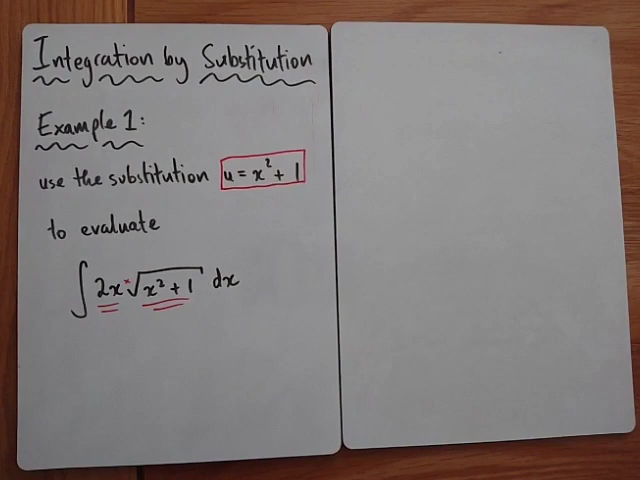 Integration by Substitution
Example 1:
use the substitution u = x² + 1
to evaluate
∫ 2x × √(x² + 1) dx